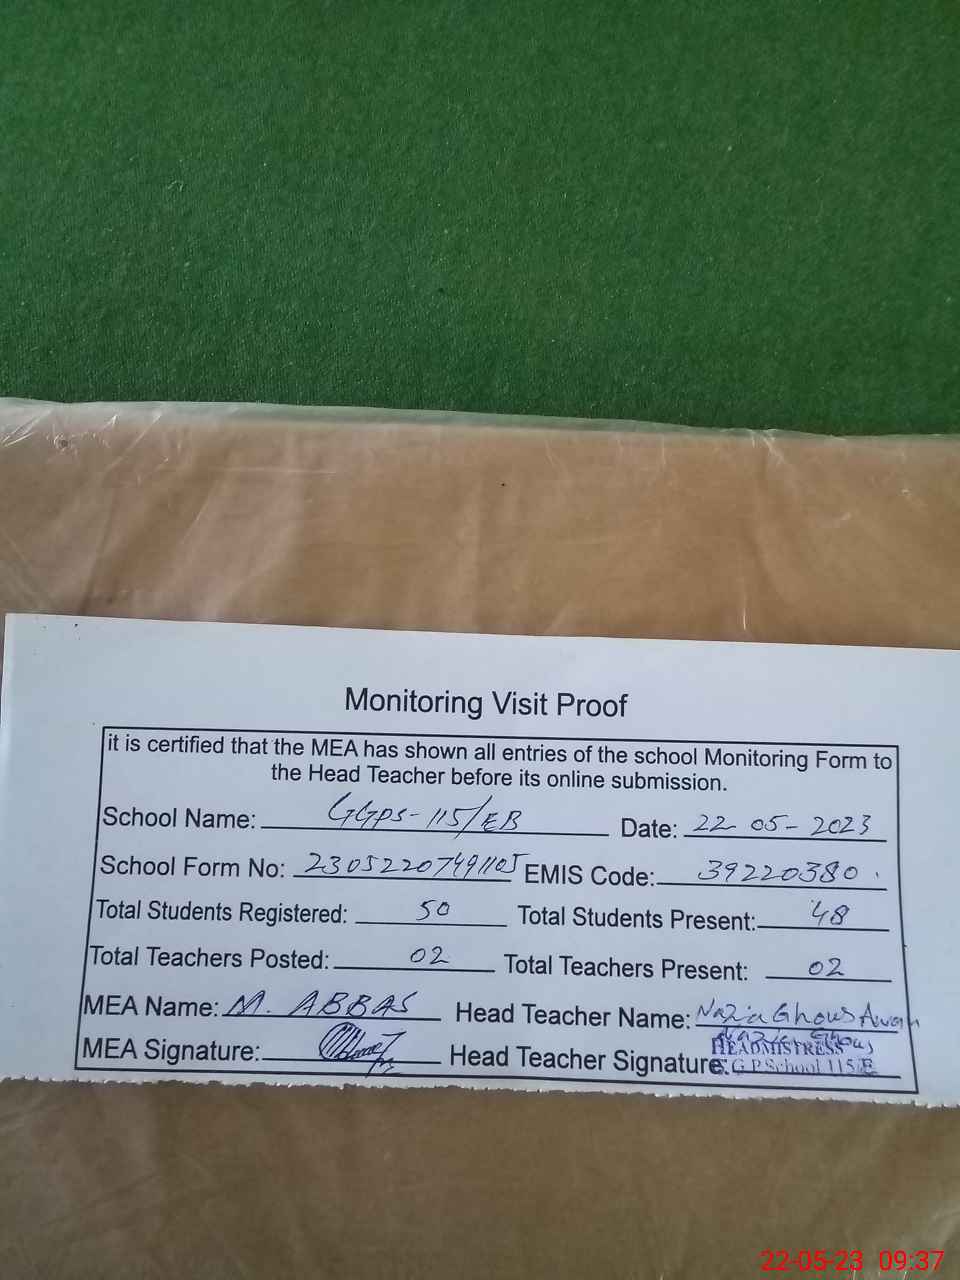 Monitoring Visit Proof
it is certified that the MEA has shown all entries of the school Monitoring Form to
the Head Teacher before its online submission.
School Name: GGPS-115/EB Date: 22-05-2023
School Form No: 23052207491105 EMIS Code: 39220380
Total Students Registered: 50 Total Students Present: 48
Total Teachers Posted: 02 Total Teachers Present: 02
MEA Name: M. ABBAS Head Teacher Name: Nazia Ghous Awan
MEA Signature: Head Teacher Signature: Nazia Ghous
HEADMISTRESS
G.P.School 115/E
22-05-23 09:37